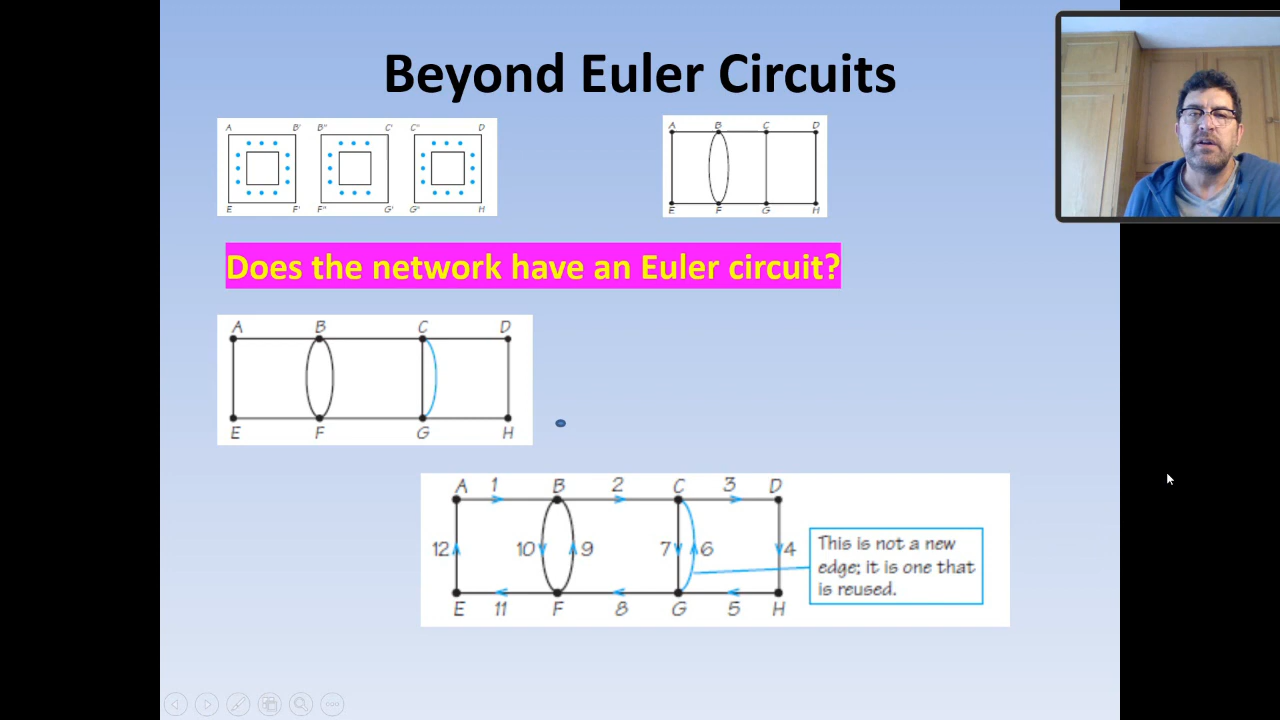 Beyond Euler Circuits
A B' B" C' C" D
E F' F" G' G" H
A B C D
E F G H
Does the network have an Euler circuit?
A B C D
E F G H
A 1 B 2 C 3 D
12 10 9 7 6 4
E 11 F 8 G 5 H
This is not a new
edge; it is one that
is reused.